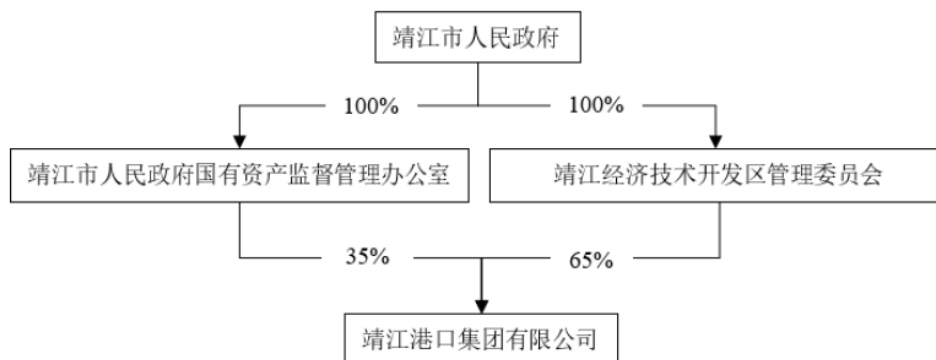 靖江市人民政府
100%
100%
靖江市人民政府国有资产监督管理办公室
靖江经济技术开发区管理委员会
35%
65%
靖江港口集团有限公司